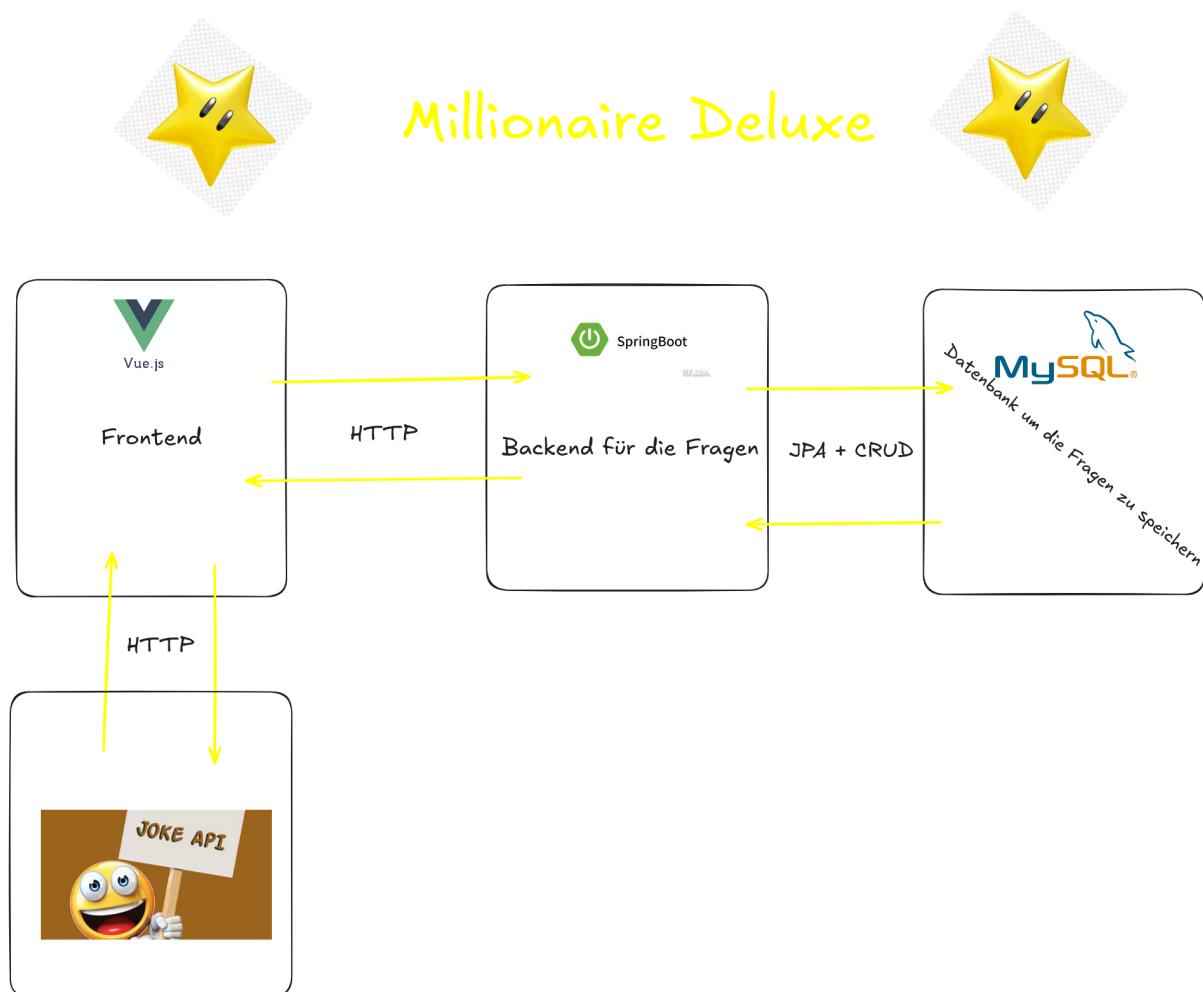 Millionaire Deluxe
Vue.js
Frontend
HTTP
SpringBoot
Backend für die Fragen
JPA + CRUD
MySQL®
Datenbank um die Fragen zu speichern
HTTP
JOKE API